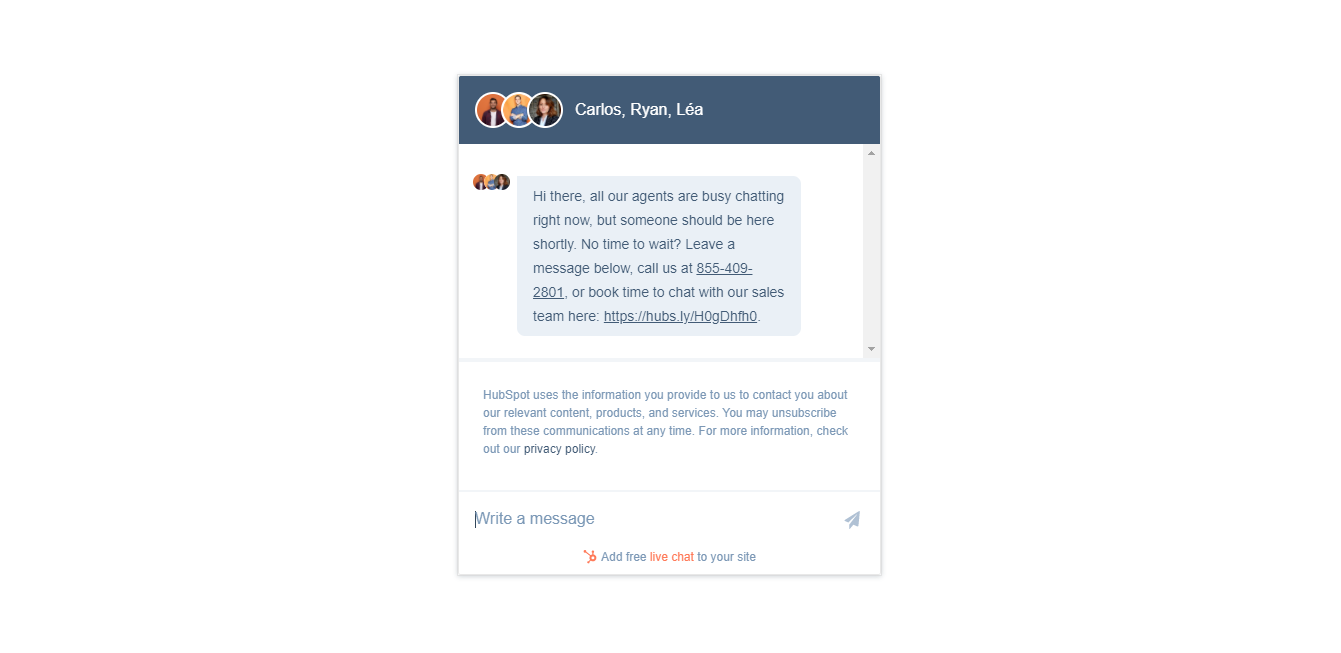 Carlos, Ryan, Léa
Hi there, all our agents are busy chatting
right now, but someone should be here
shortly. No time to wait? Leave a
message below, call us at 855-409-
2801, or book time to chat with our sales
team here: https://hubs.ly/H0gDhfh0.
HubSpot uses the information you provide to us to contact you about
our relevant content, products, and services. You may unsubscribe
from these communications at any time. For more information, check
out our privacy policy.
Write a message
Add free live chat to your site